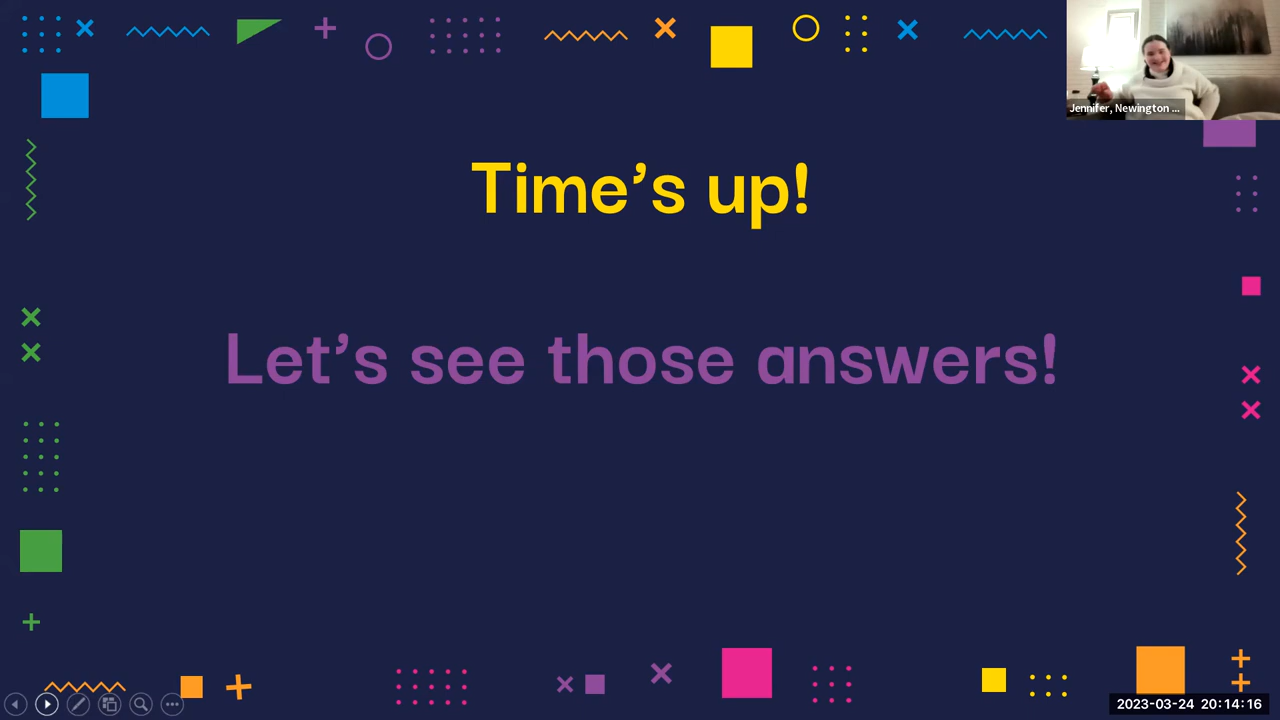 Jennifer, Newington ...
Time's up!
Let's see those answers!
2023-03-24 20:14:16